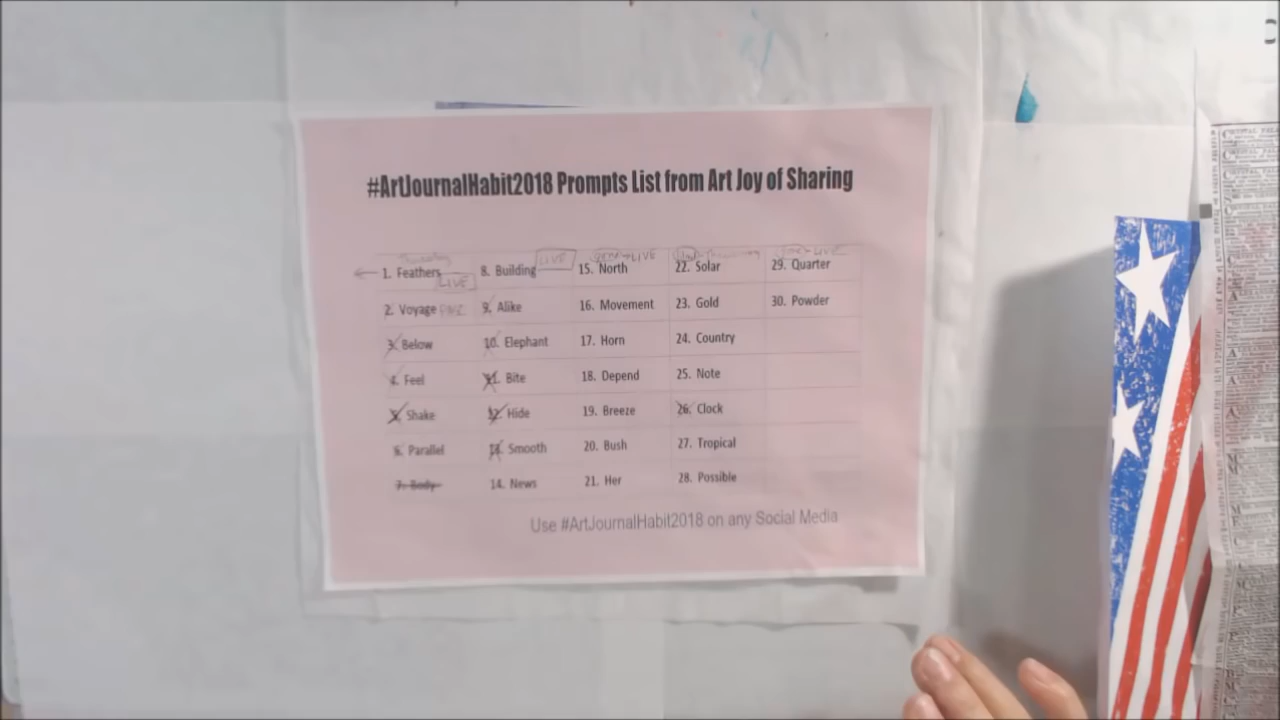 #ArtJournalHabit2018 Prompts List from Art Joy of Sharing
LIVE
LIVE
1. Feathers
8. Building
15. North
22. Solar
29. Quarter
LIVE
2. Voyage
9. Alike
16. Movement
23. Gold
30. Powder
3. Below
10. Elephant
17. Horn
24. Country
4. Feel
11. Bite
18. Depend
25. Note
5. Shake
12. Hide
19. Breeze
26. Clock
6. Parallel
13. Smooth
20. Bush
27. Tropical
7. Body
14. News
21. Her
28. Possible
Use #ArtJournalHabit2018 on any Social Media